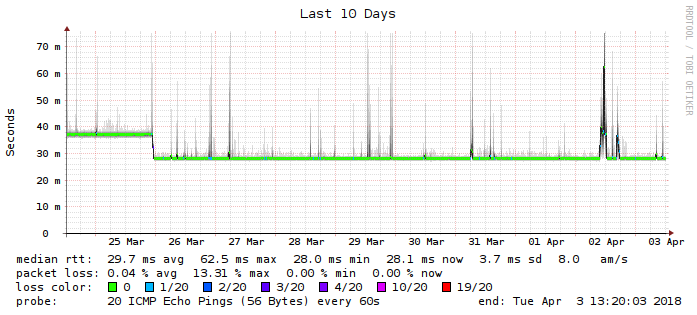 Last 10 Days
RRDTOOL / TOBI OETIKER
Seconds
70 m
60 m
50 m
40 m
30 m
20 m
10 m
0
25 Mar 26 Mar 27 Mar 28 Mar 29 Mar 30 Mar 31 Mar 01 Apr 02 Apr 03 Apr
median rtt: 29.7 ms avg 62.5 ms max 28.0 ms min 28.1 ms now 3.7 ms sd 8.0 am/s
packet loss: 0.04 % avg 13.31 % max 0.00 % min 0.00 % now
loss color: 0 1/20 2/20 3/20 4/20 10/20 19/20
probe: 20 ICMP Echo Pings (56 Bytes) every 60s end: Tue Apr 3 13:20:03 2018